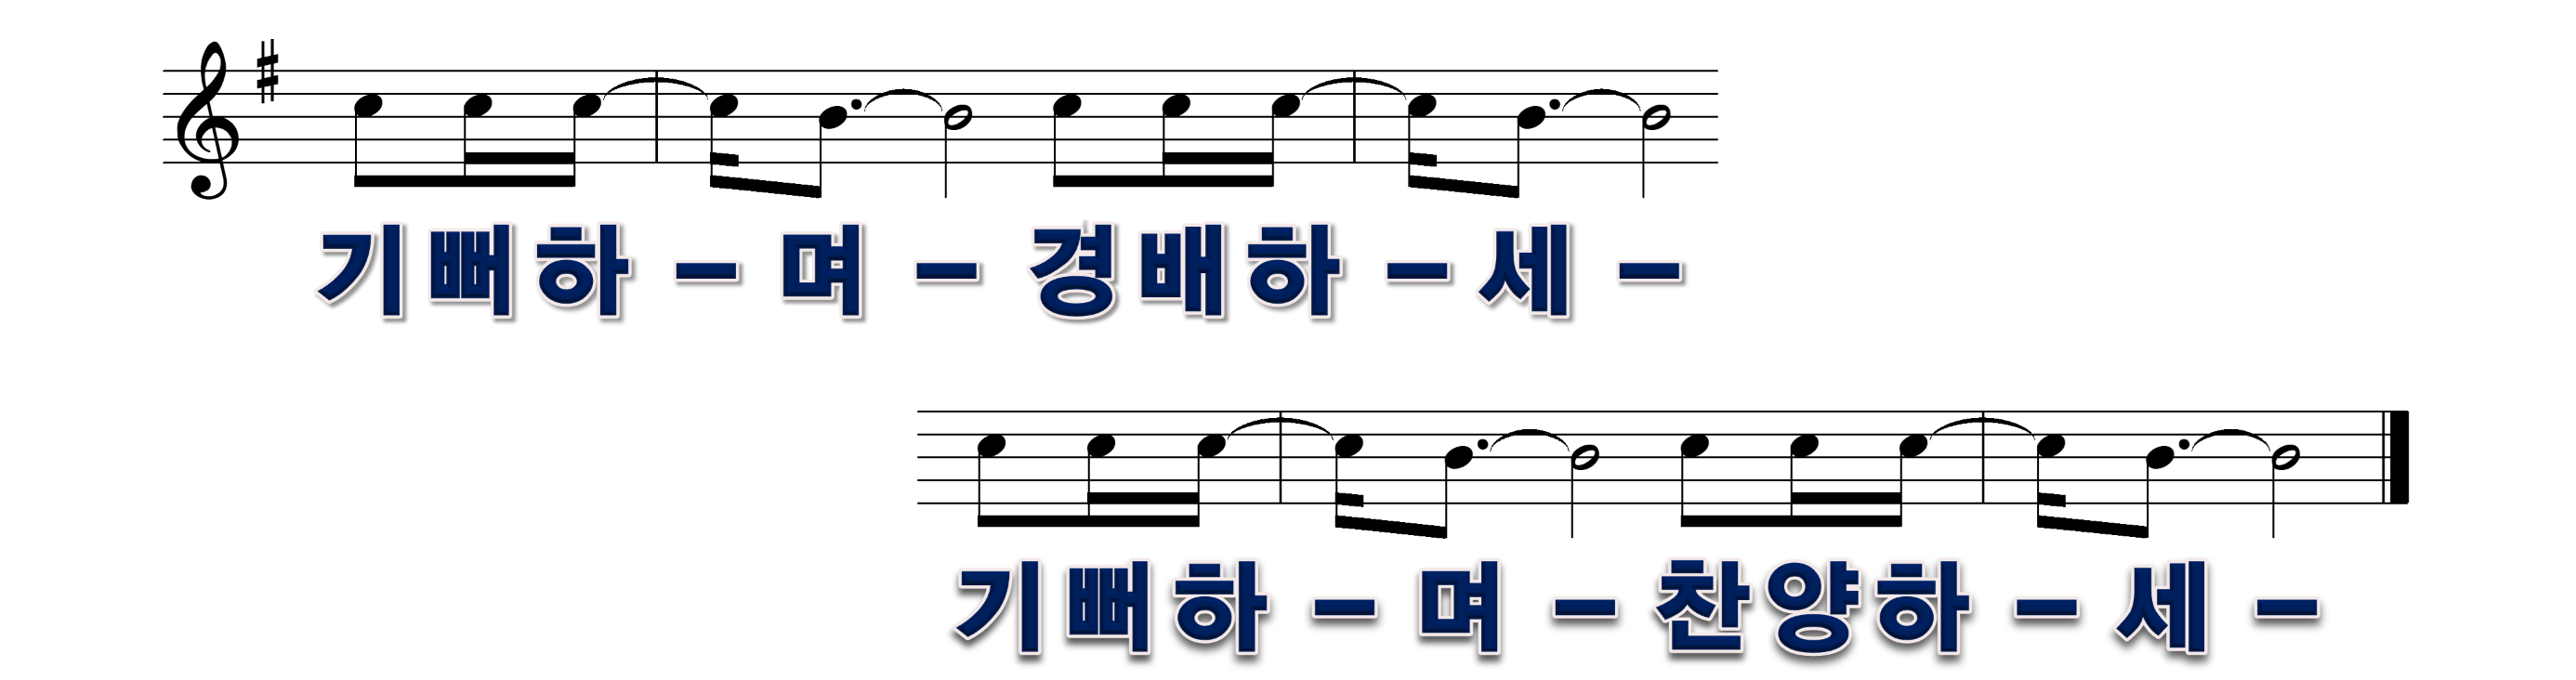 기뻐하 - 며 - 경배하 - 세 -
기뻐하 - 며 - 찬양하 - 세 -